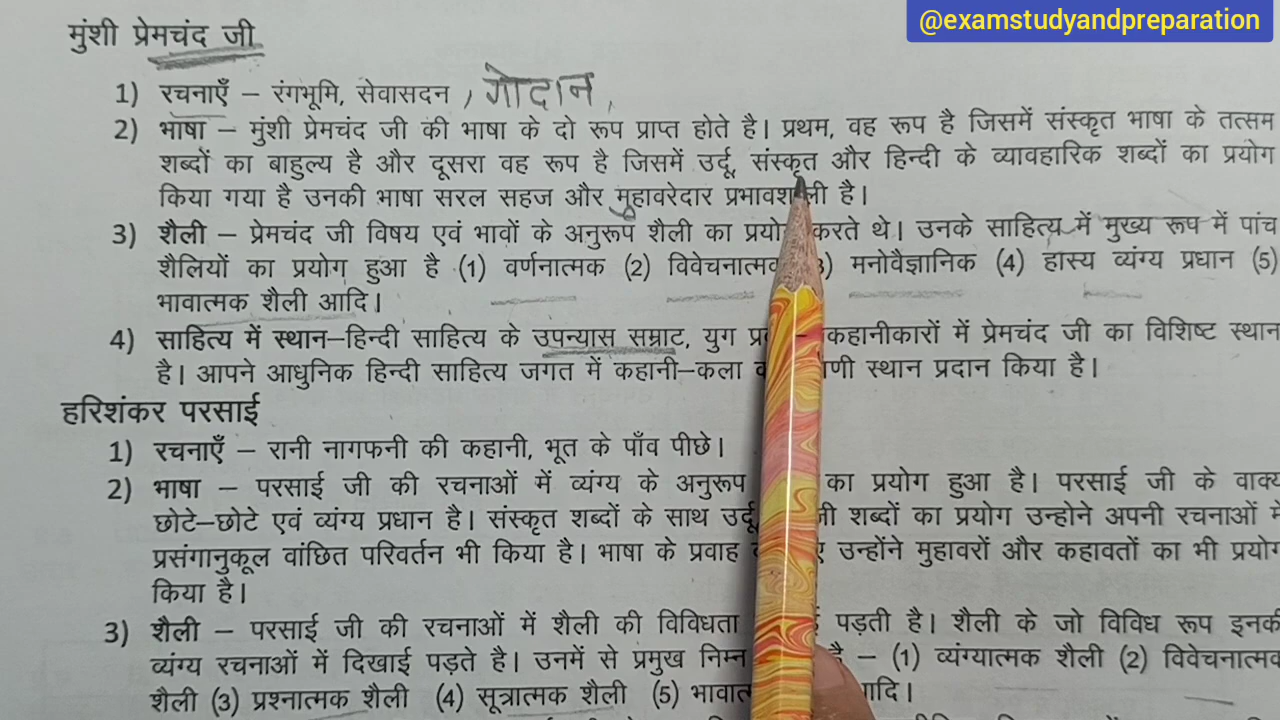 @examstudyandpreparation
मुंशी प्रेमचंद जी
1) रचनाएँ – रंगभूमि, सेवासदन , गोदान,
2) भाषा – मुंशी प्रेमचंद जी की भाषा के दो रूप प्राप्त होते है। प्रथम, वह रूप है जिसमें संस्कृत भाषा के तत्सम
शब्दों का बाहुल्य है और दूसरा वह रूप है जिसमें उर्दू, संस्कृत और हिन्दी के व्यावहारिक शब्दों का प्रयोग
किया गया है उनकी भाषा सरल सहज और मुहावरेदार है।
3) शैली – प्रेमचंद जी विषय एवं भावों के अनुरूप शैली का करते थे। उनके साहित्य में मुख्य रूप में पांच
शैलियों का प्रयोग हुआ है (1) वर्णनात्मक (2) मनोवैज्ञानिक (4) हास्य व्यंग्य प्रधान (5)
भावात्मक शैली आदि।
4) साहित्य में स्थान–हिन्दी साहित्य के उपन्यास सम्राट, युग कहानीकारों में प्रेमचंद जी का विशिष्ट स्थान
है। आपने आधुनिक हिन्दी साहित्य जगत में कहानी–कला स्थान प्रदान किया है।
हरिशंकर परसाई
1) रचनाएँ – रानी नागफनी की कहानी, भूत के पाँव पीछे।
2) भाषा – परसाई जी की रचनाओं में व्यंग्य के अनुरूप का प्रयोग हुआ है। परसाई जी के वाक्य
छोटे–छोटे एवं व्यंग्य प्रधान है। संस्कृत शब्दों के साथ उर्दू, शब्दों का प्रयोग उन्होने अपनी रचनाओं में
प्रसंगानुकूल वांछित परिवर्तन भी किया है। भाषा के प्रवाह उन्होंने मुहावरों और कहावतों का भी प्रयोग
किया है।
3) शैली – परसाई जी की रचनाओं में शैली की विविधता पड़ती है। शैली के जो विविध रूप इनकी
व्यंग्य रचनाओं में दिखाई पड़ते है। उनमें से प्रमुख निम्न – (1) व्यंग्यात्मक शैली (2) विवेचनात्मक
शैली (3) प्रश्नात्मक शैली (4) सूत्रात्मक शैली (5) आदि।